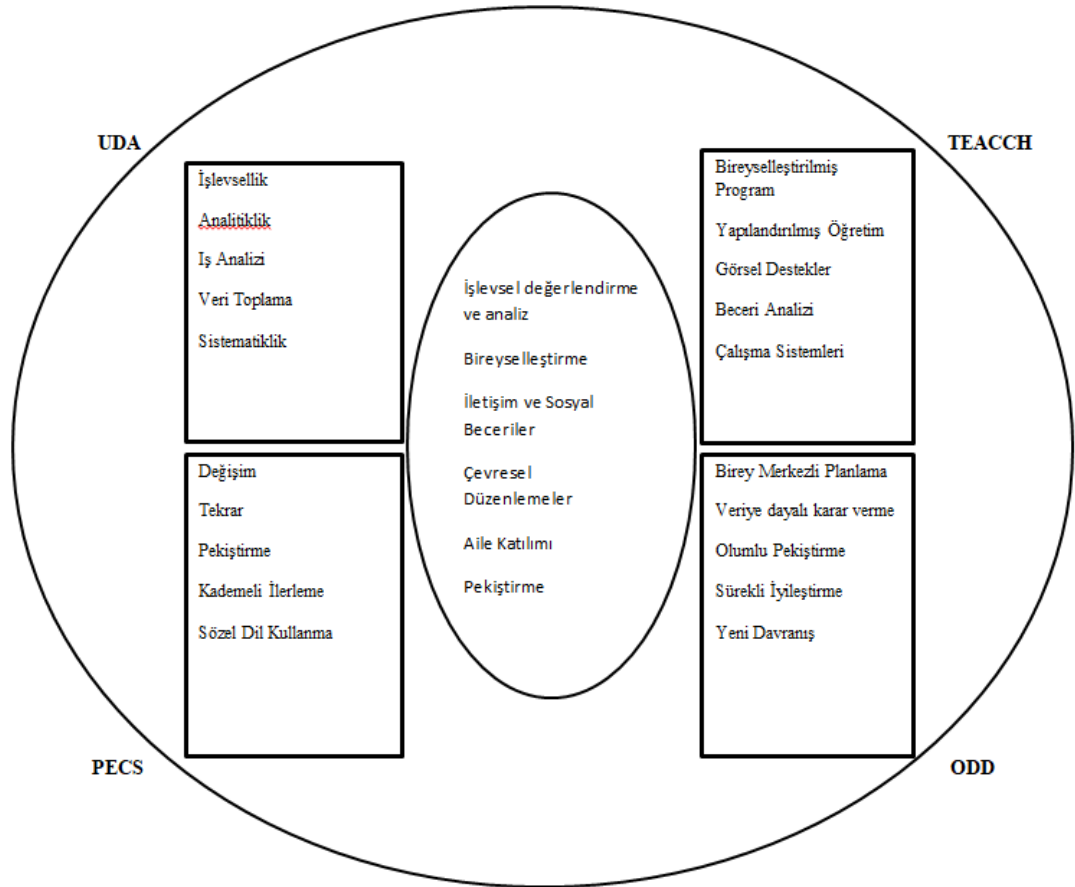 UDA
İşlevsellik
Analitiklik
Iş Analizi
Veri Toplama
Sistematiklik
TEACCH
Bireyselleştirilmiş
Program
Yapılandırılmış Öğretim
Görsel Destekler
Beceri Analizi
Çalışma Sistemleri
İşlevsel değerlendirme
ve analiz
Bireyselleştirme
İletişim ve Sosyal
Beceriler
Çevresel
Düzenlemeler
Aile Katılımı
Pekiştirme
Değişim
Tekrar
Pekiştirme
Kademeli İlerleme
Sözel Dil Kullanma
PECS
Birey Merkezli Planlama
Veriye dayalı karar verme
Olumlu Pekiştirme
Sürekli İyileştirme
Yeni Davranış
ODD